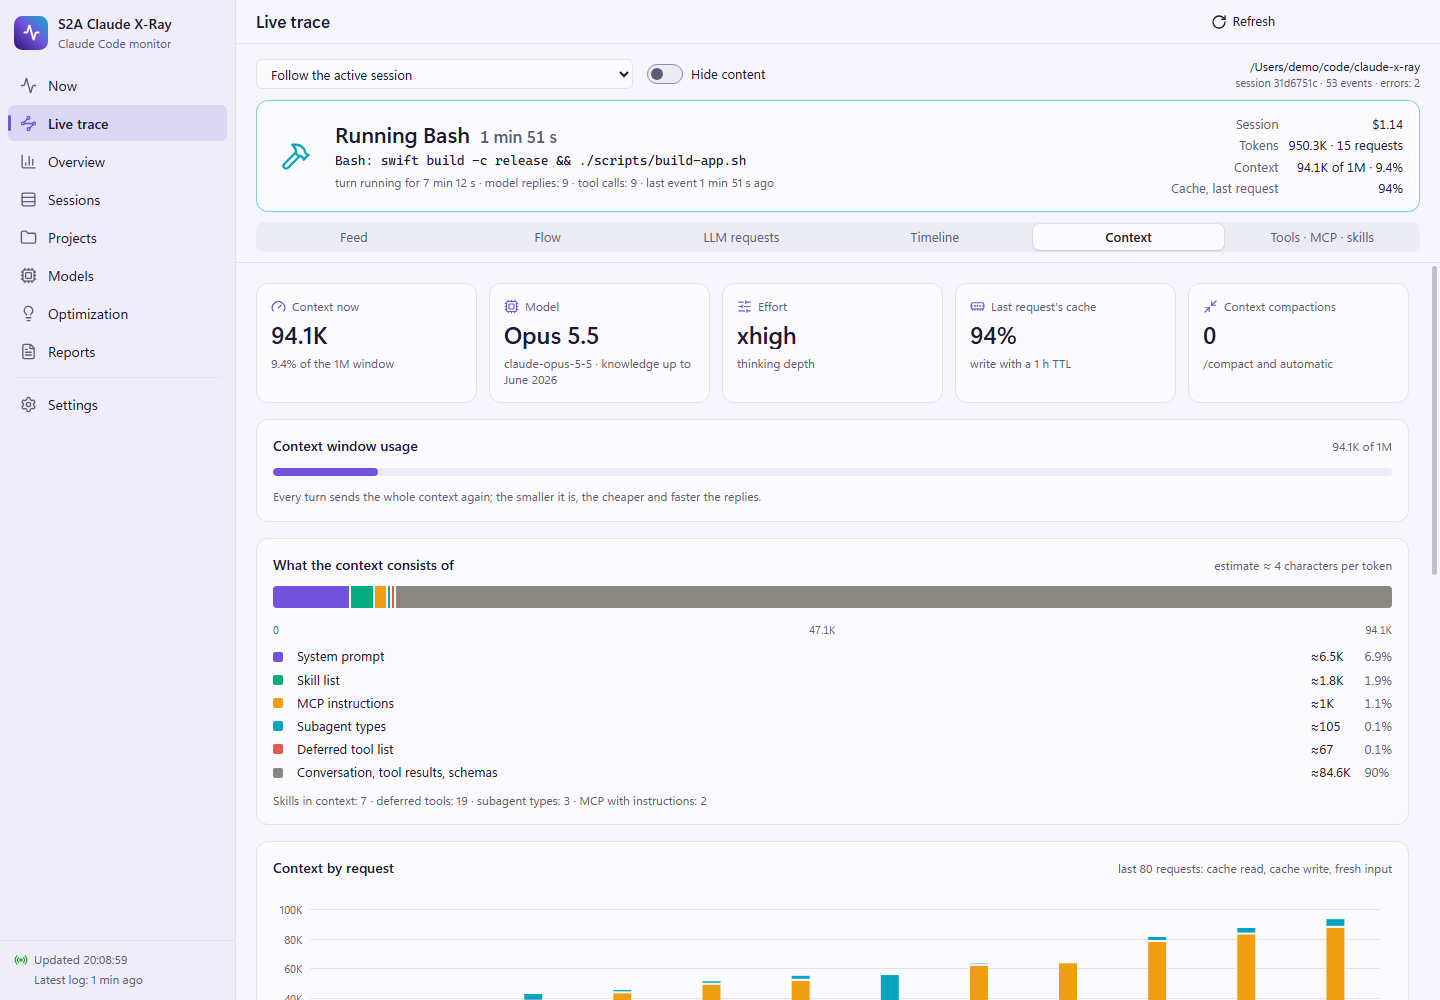 S2A Claude X-Ray
Claude Code monitor
Now
Live trace
Overview
Sessions
Projects
Models
Optimization
Reports
Settings
Updated 20:08:59
Latest log: 1 min ago
Live trace
Refresh
Follow the active session
Hide content
/Users/demo/code/claude-x-ray
session 31d6751c · 53 events · errors: 2
Running Bash 1 min 51 s
Bash: swift build -c release && ./scripts/build-app.sh
turn running for 7 min 12 s · model replies: 9 · tool calls: 9 · last event 1 min 51 s ago
Session $1.14
Tokens 950.3K · 15 requests
Context 94.1K of 1M · 9.4%
Cache, last request 94%
Feed
Flow
LLM requests
Timeline
Context
Tools · MCP · skills
Context now
94.1K
9.4% of the 1M window
Model
Opus 5.5
claude-opus-5-5 · knowledge up to
June 2026
Effort
xhigh
thinking depth
Last request's cache
94%
write with a 1 h TTL
Context compactions
0
/compact and automatic
Context window usage
94.1K of 1M
Every turn sends the whole context again; the smaller it is, the cheaper and faster the replies.
What the context consists of
estimate ≈ 4 characters per token
0 47.1K 94.1K
System prompt ≈6.5K 6.9%
Skill list ≈1.8K 1.9%
MCP instructions ≈1K 1.1%
Subagent types ≈105 0.1%
Deferred tool list ≈67 0.1%
Conversation, tool results, schemas ≈84.6K 90%
Skills in context: 7 · deferred tools: 19 · subagent types: 3 · MCP with instructions: 2
Context by request
last 80 requests: cache read, cache write, fresh input
100K
80K
60K
40K